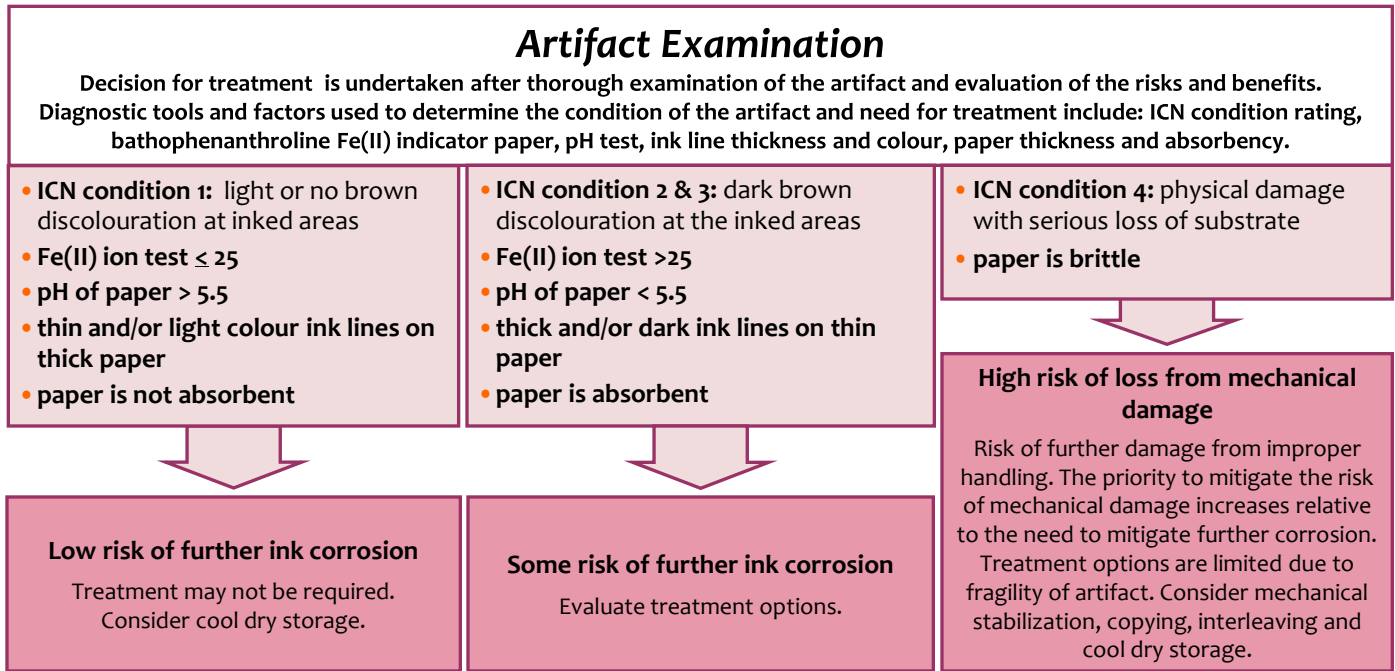 Artifact Examination
Decision for treatment is undertaken after thorough examination of the artifact and evaluation of the risks and benefits.
Diagnostic tools and factors used to determine the condition of the artifact and need for treatment include: ICN condition rating,
bathophenanthroline Fe(II) indicator paper, pH test, ink line thickness and colour, paper thickness and absorbency.
• ICN condition 1: light or no brown
discolouration at inked areas
• Fe(II) ion test ≤ 25
• pH of paper > 5.5
• thin and/or light colour ink lines on
thick paper
• paper is not absorbent
Low risk of further ink corrosion
Treatment may not be required.
Consider cool dry storage.
• ICN condition 2 & 3: dark brown
discolouration at the inked areas
• Fe(II) ion test >25
• pH of paper < 5.5
• thick and/or dark ink lines on thin
paper
• paper is absorbent
Some risk of further ink corrosion
Evaluate treatment options.
• ICN condition 4: physical damage
with serious loss of substrate
• paper is brittle
High risk of loss from mechanical
damage
Risk of further damage from improper
handling. The priority to mitigate the risk
of mechanical damage increases relative
to the need to mitigate further corrosion.
Treatment options are limited due to
fragility of artifact. Consider mechanical
stabilization, copying, interleaving and
cool dry storage.